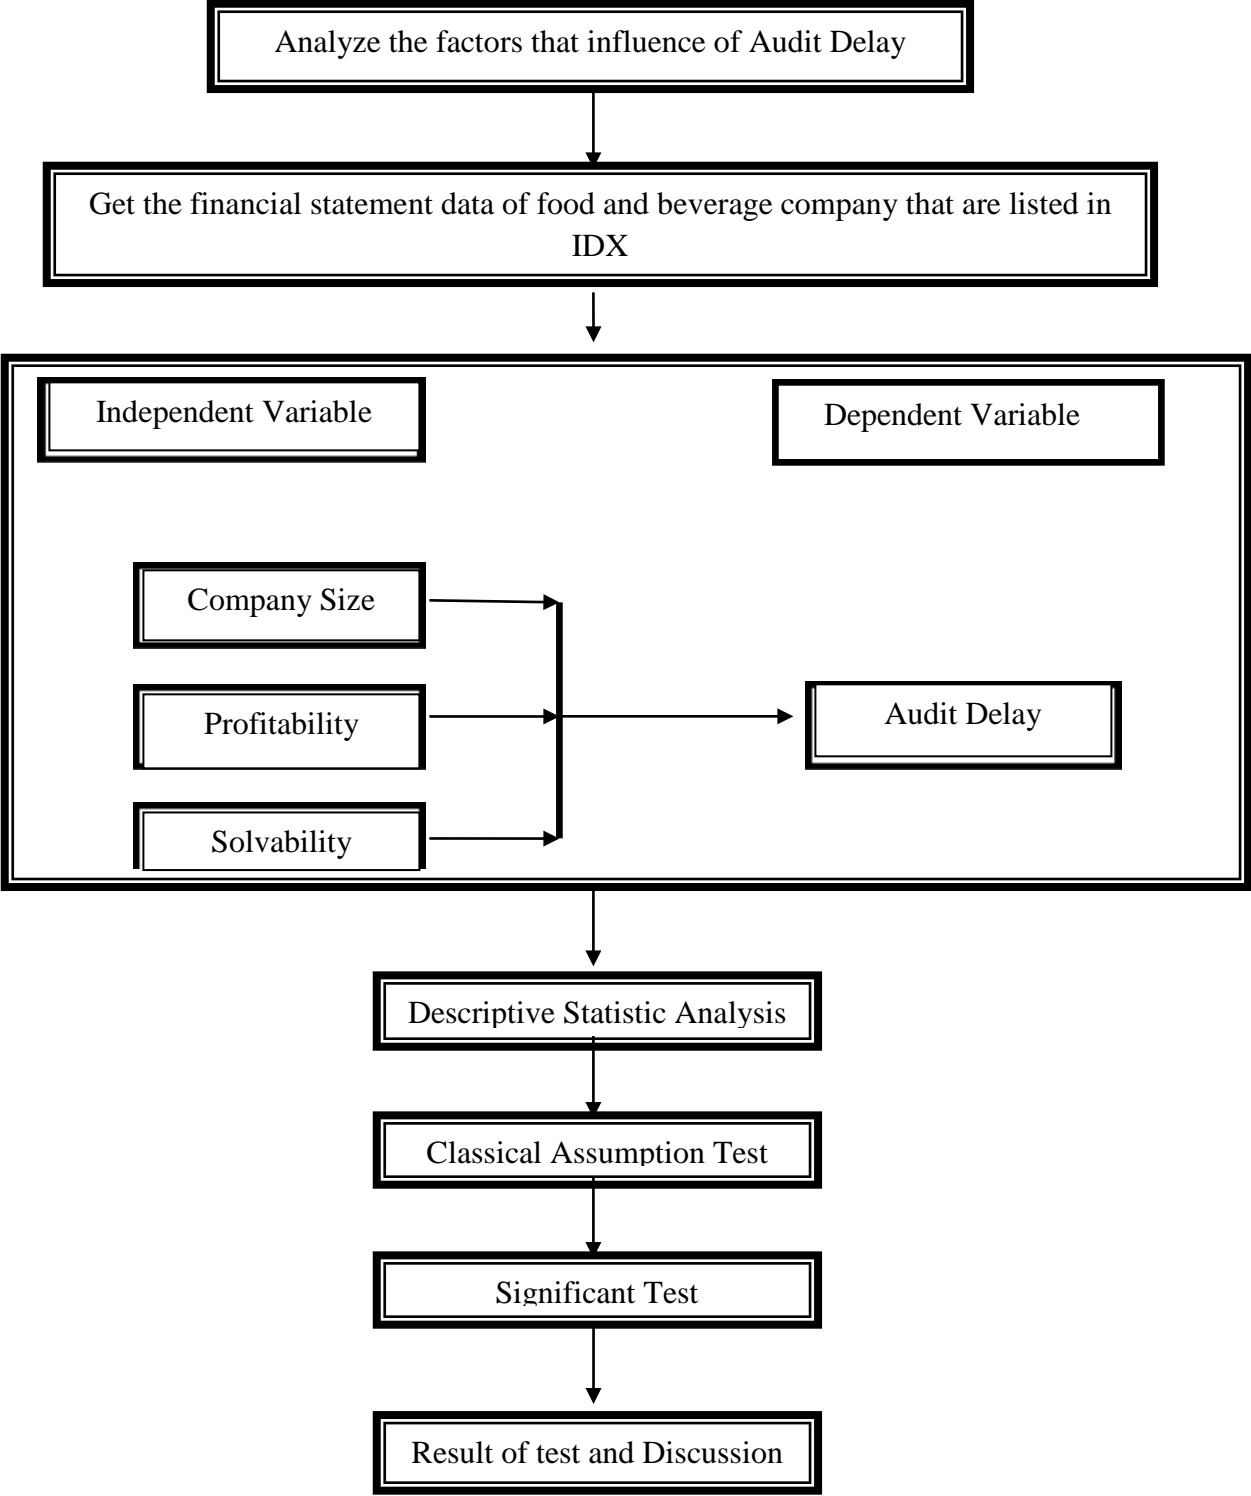 Analyze the factors that influence of Audit Delay
Get the financial statement data of food and beverage company that are listed in
IDX
Independent Variable
Dependent Variable
Company Size
Profitability
Audit Delay
Solvability
Descriptive Statistic Analysis
Classical Assumption Test
Significant Test
Result of test and Discussion